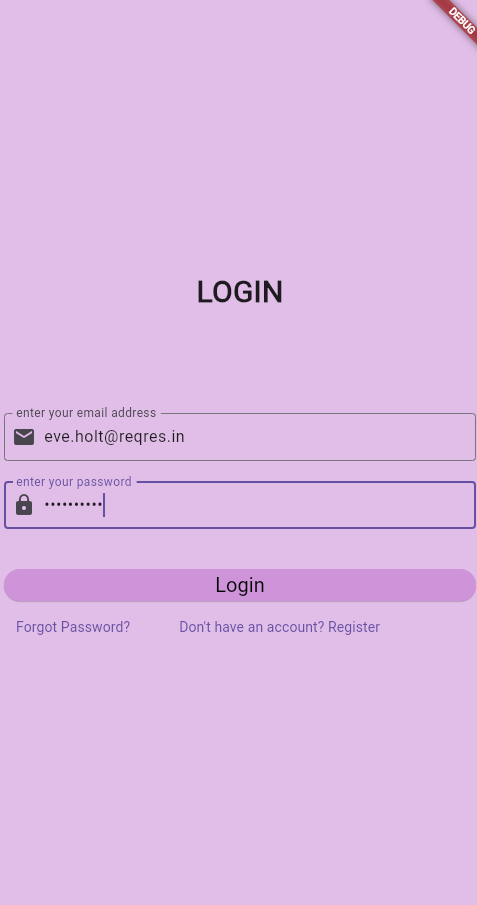 DEBUG
LOGIN
enter your email address
eve.holt@reqres.in
enter your password
••••••••••
Login
Forgot Password? Don't have an account? Register